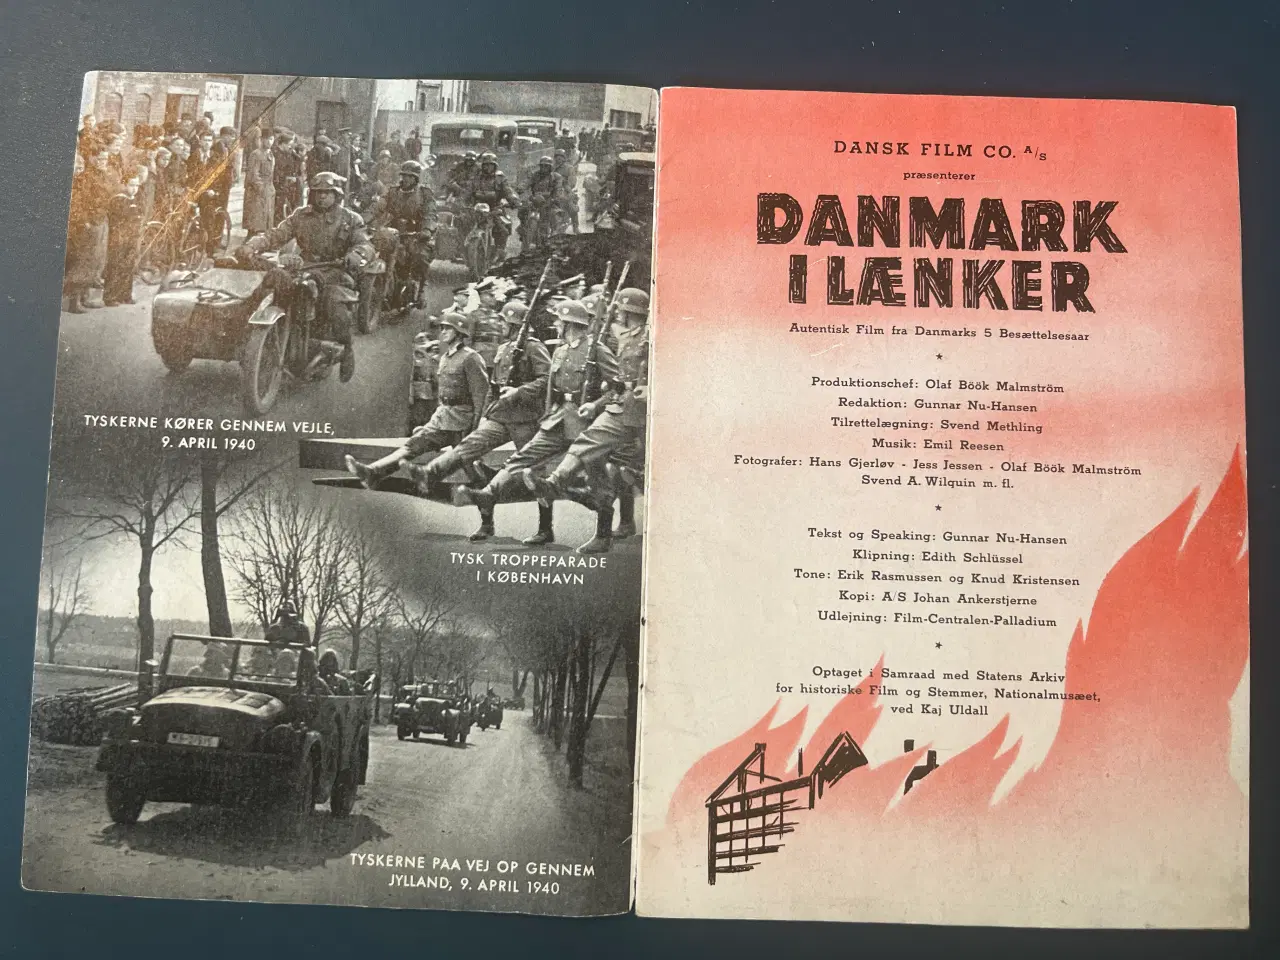 TYSKERNE KØRER GENNEM VEJLE,
9. APRIL 1940
TYSK TROPPEPARADE
I KØBENHAVN
TYSKERNE PAA VEJ OP GENNEM
JYLLAND, 9. APRIL 1940
DANSK FILM CO. A/S
præsenterer
DANMARK
I LÆNKER
Autentisk Film fra Danmarks 5 Besættelsesaar
Produktionschef: Olaf Böök Malmström
Redaktion: Gunnar Nu-Hansen
Tilrettelægning: Svend Methling
Musik: Emil Reesen
Fotografer: Hans Gjerløv - Jess Jessen - Olaf Böök Malmström
Svend A. Wilquin m. fl.
Tekst og Speaking: Gunnar Nu-Hansen
Klipning: Edith Schlüssel
Tone: Erik Rasmussen og Knud Kristensen
Kopi: A/S Johan Ankerstjerne
Udlejning: Film-Centralen-Palladium
Optaget i Samraad med Statens Arkiv
for historiske Film og Stemmer, Nationalmusæet,
ved Kaj Uldall